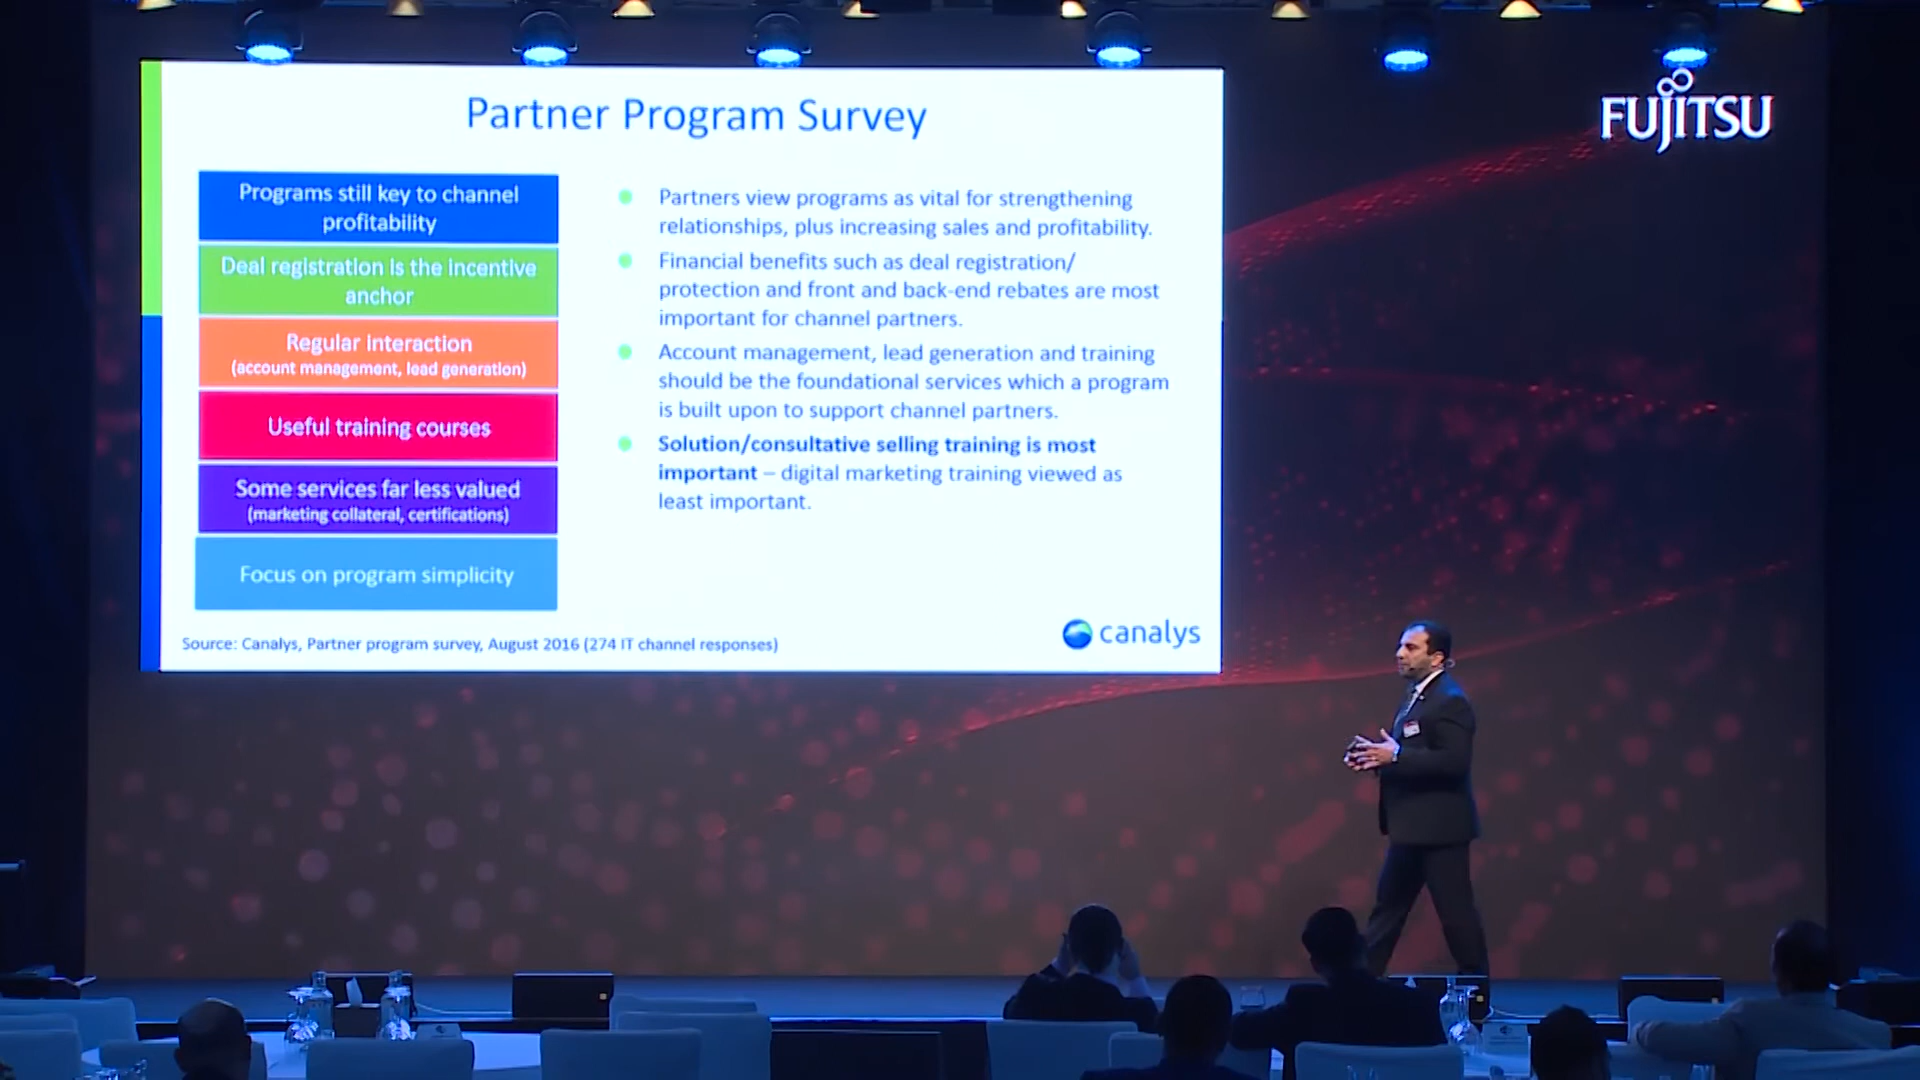 Partner Program Survey
FUJITSU
Programs still key to channel
profitability
Deal registration is the incentive
anchor
Regular interaction
(account management, lead generation)
Useful training courses
Some services far less valued
(marketing collateral, certifications)
Focus on program simplicity
Partners view programs as vital for strengthening
relationships, plus increasing sales and profitability.
Financial benefits such as deal registration/
protection and front and back-end rebates are most
important for channel partners.
Account management, lead generation and training
should be the foundational services which a program
is built upon to support channel partners.
Solution/consultative selling training is most
important – digital marketing training viewed as
least important.
Source: Canalys, Partner program survey, August 2016 (274 IT channel responses)
canalys